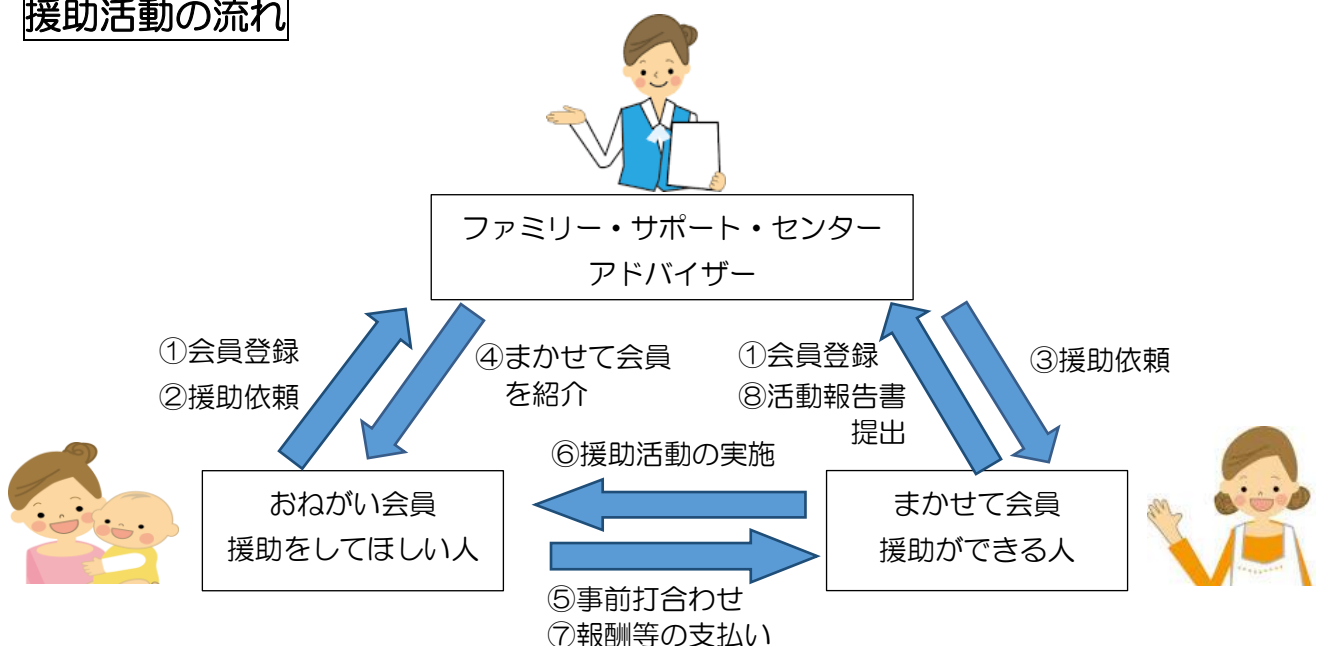 援助活動の流れ
ファミリー・サポート・センター
アドバイザー
①会員登録
②援助依頼
④まかせて会員
を紹介
①会員登録
⑧活動報告書
提出
③援助依頼
⑥援助活動の実施
おねがい会員
援助をしてほしい人
まかせて会員
援助ができる人
⑤事前打合わせ
⑦報酬等の支払い